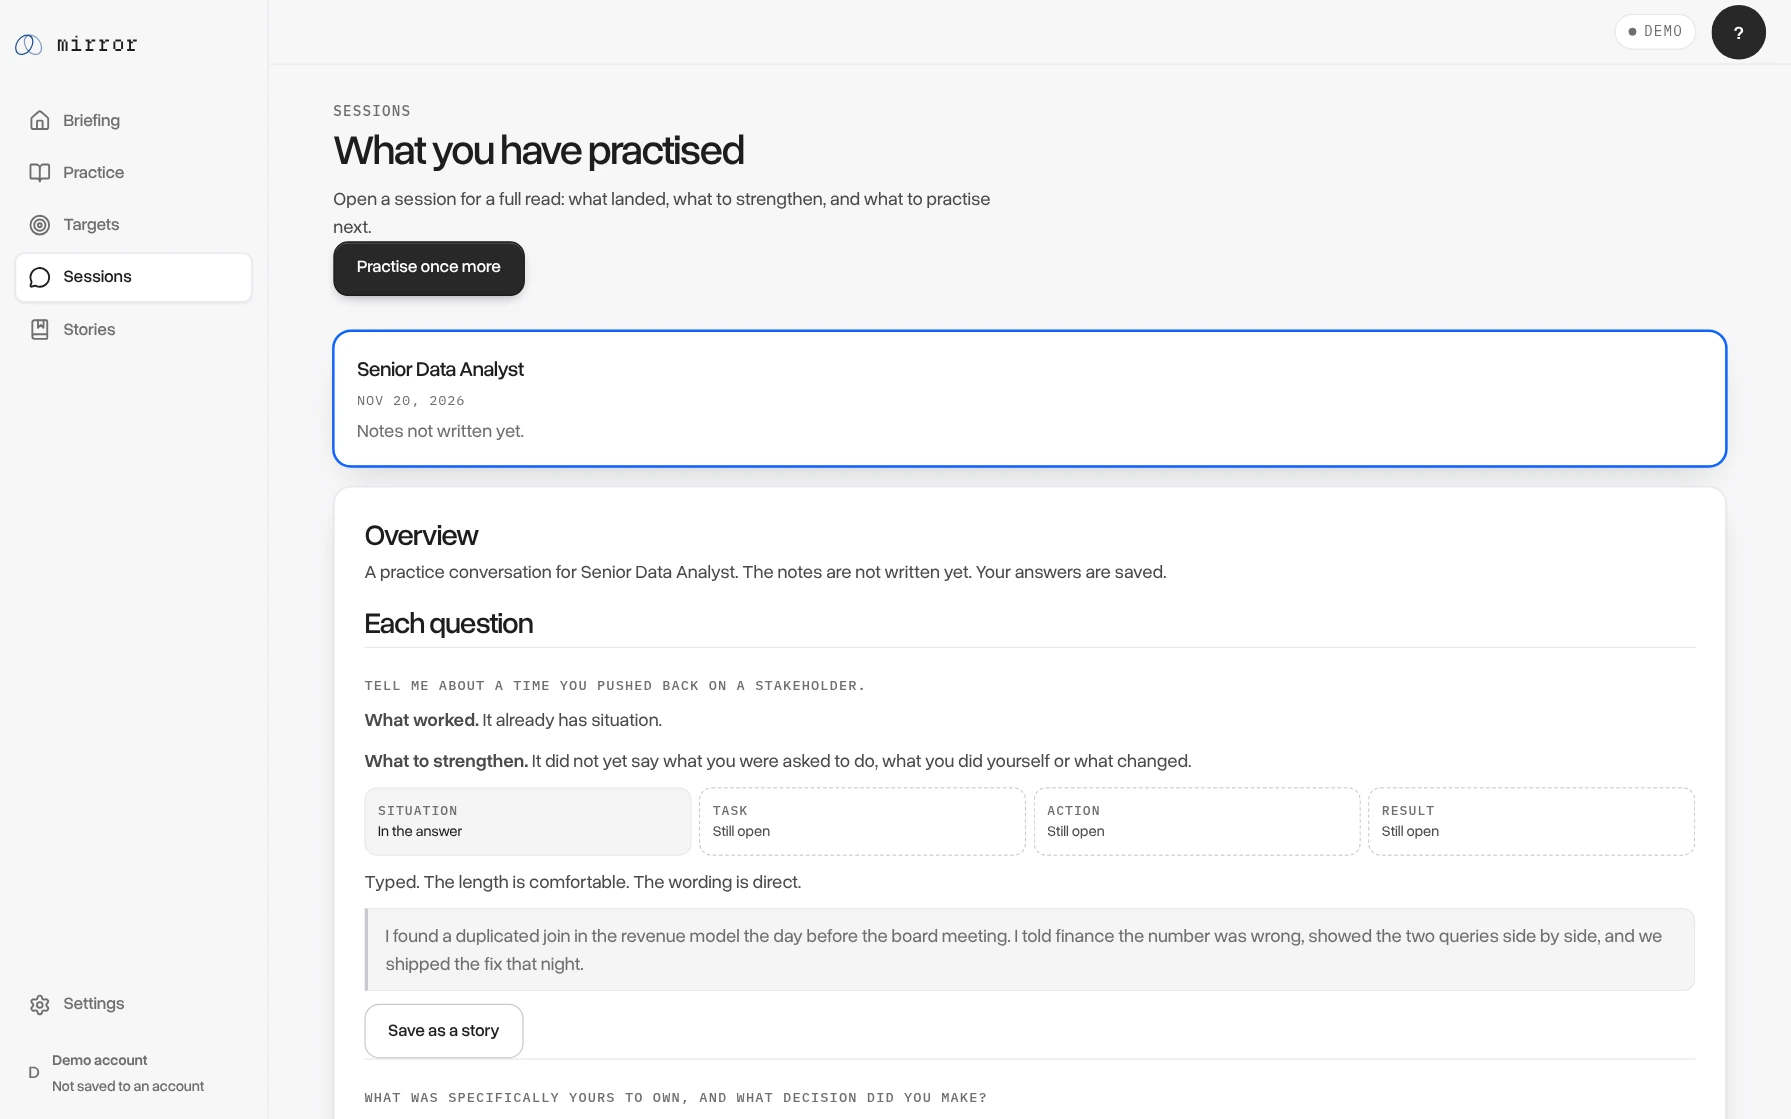 mirror
DEMO
?
Briefing
Practice
Targets
Sessions
Stories
SESSIONS
What you have practised
Open a session for a full read: what landed, what to strengthen, and what to practise
next.
Practise once more
Senior Data Analyst
NOV 20, 2026
Notes not written yet.
Overview
A practice conversation for Senior Data Analyst. The notes are not written yet. Your answers are saved.
Each question
TELL ME ABOUT A TIME YOU PUSHED BACK ON A STAKEHOLDER.
What worked. It already has situation.
What to strengthen. It did not yet say what you were asked to do, what you did yourself or what changed.
SITUATION
In the answer
TASK
Still open
ACTION
Still open
RESULT
Still open
Typed. The length is comfortable. The wording is direct.
I found a duplicated join in the revenue model the day before the board meeting. I told finance the number was wrong, showed the two queries side by side, and we
shipped the fix that night.
Save as a story
WHAT WAS SPECIFICALLY YOURS TO OWN, AND WHAT DECISION DID YOU MAKE?
Settings
D
Demo account
Not saved to an account